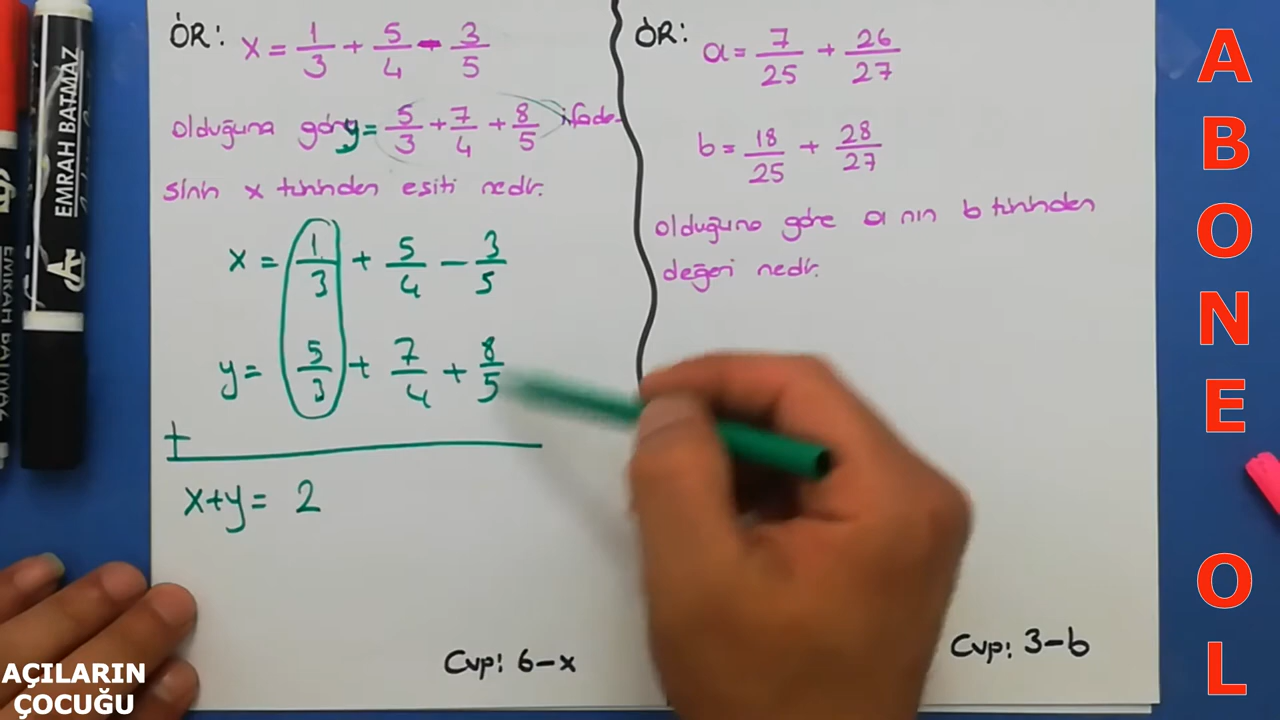 ÖR: x = 1/3 + 5/4 - 3/5
olduğuna göre y= 5/3 + 7/4 + 8/5 ifade-
sinin x türünden eşiti nedir.
x = 1/3 + 5/4 - 3/5
y = 5/3 + 7/4 + 8/5
+
x+y= 2
Cvp: 6-x
ÖR: a = 7/25 + 26/27
b = 18/25 + 28/27
olduğuna göre a nın b türünden
değeri nedir.
Cvp: 3-b
EMRAH BATMAZ
EMRAH BATMAZ
AÇILARIN
ÇOCUĞU
ABONE
OL